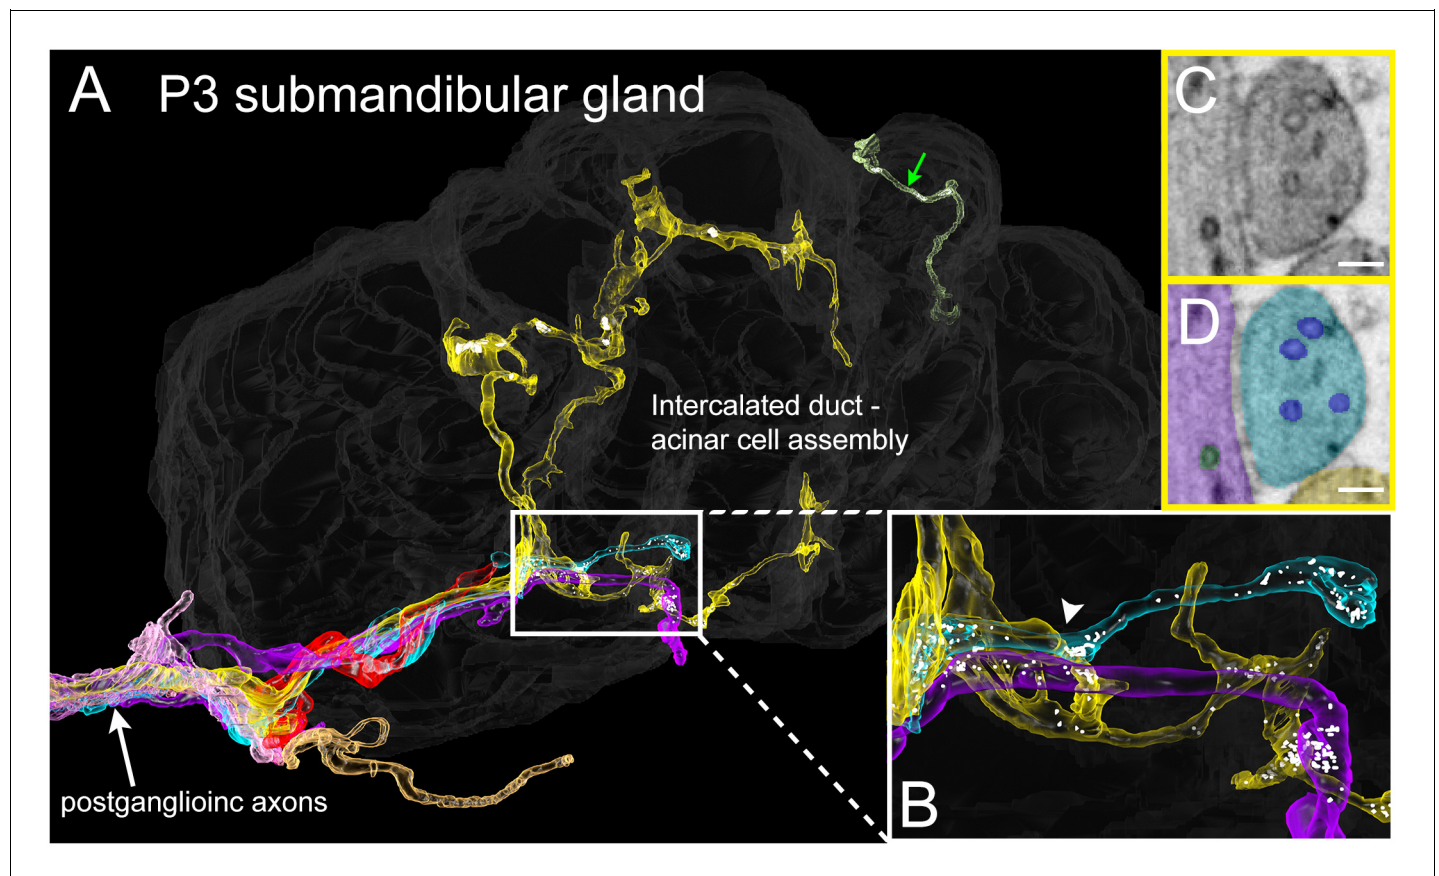 A
P3 submandibular gland
C
D
Intercalated duct -
acinar cell assembly
postganglioinc axons
B